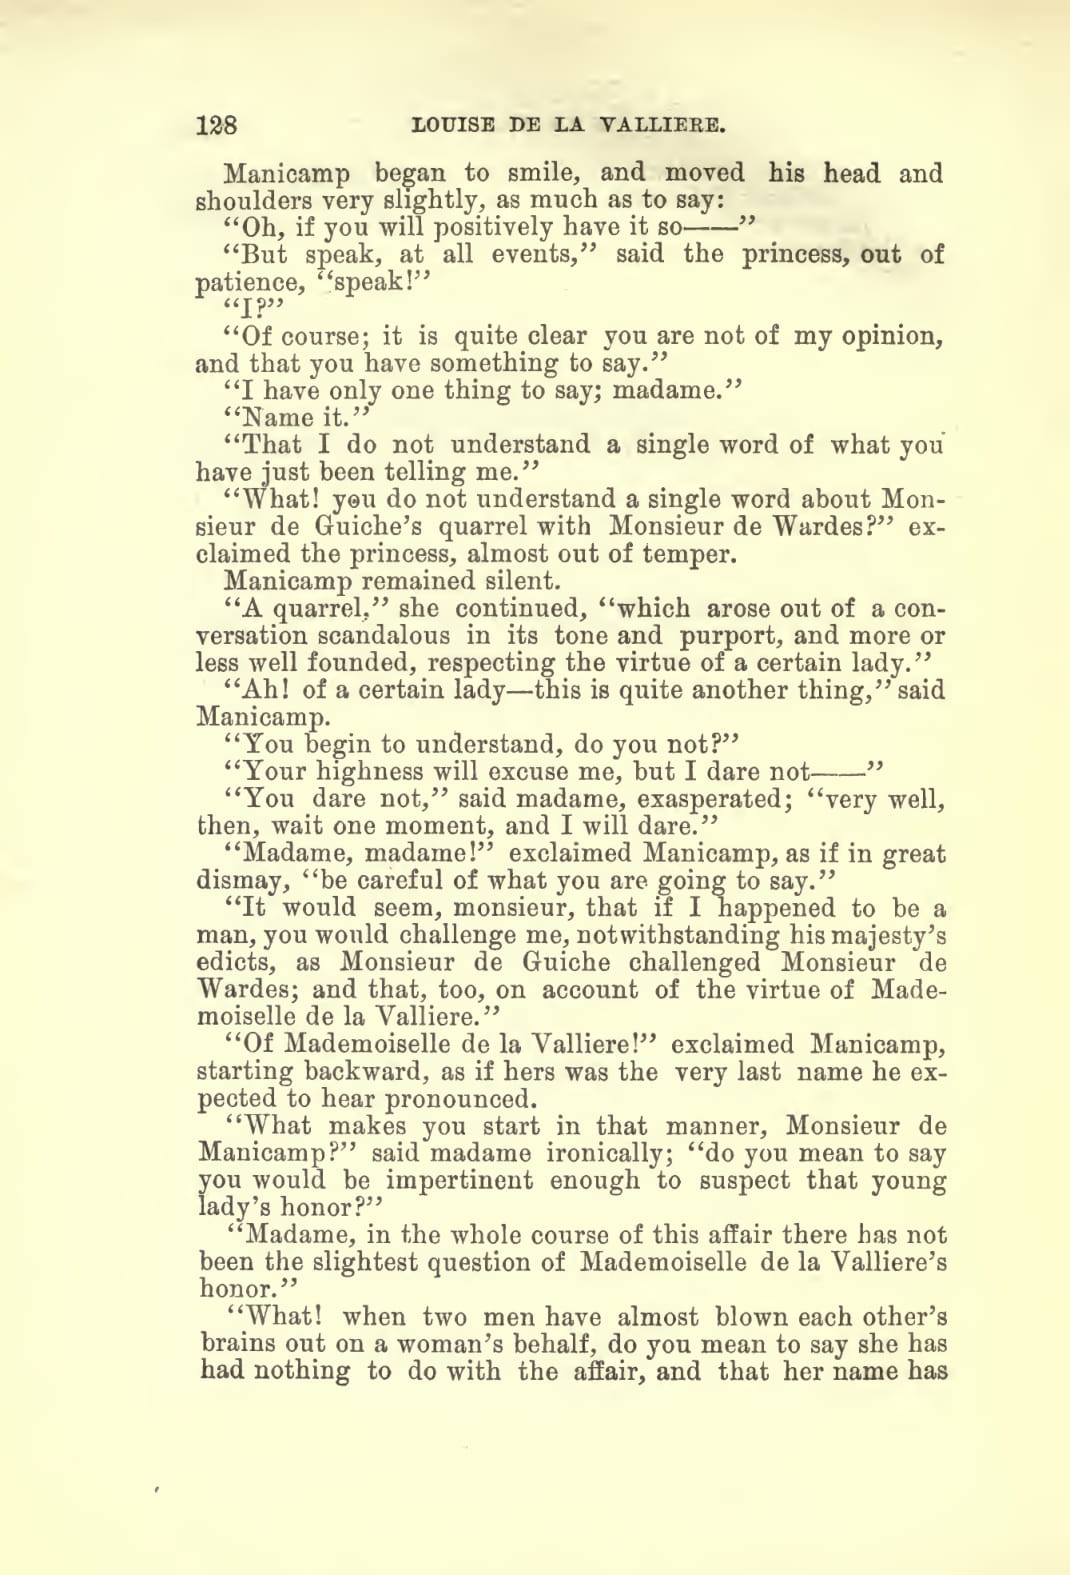 128 LOUISE DE LA VALLIERE.
Manicamp began to smile, and moved his head and
shoulders very slightly, as much as to say:
“Oh, if you will positively have it so——”
“But speak, at all events,” said the princess, out of
patience, “speak!”
“I?”
“Of course; it is quite clear you are not of my opinion,
and that you have something to say.”
“I have only one thing to say; madame.”
“Name it.”
“That I do not understand a single word of what you
have just been telling me.”
“What! you do not understand a single word about Mon-
sieur de Guiche’s quarrel with Monsieur de Wardes?” ex-
claimed the princess, almost out of temper.
Manicamp remained silent.
“A quarrel,” she continued, “which arose out of a con-
versation scandalous in its tone and purport, and more or
less well founded, respecting the virtue of a certain lady.”
“Ah! of a certain lady—this is quite another thing,” said
Manicamp.
“You begin to understand, do you not?”
“Your highness will excuse me, but I dare not——”
“You dare not,” said madame, exasperated; “very well,
then, wait one moment, and I will dare.”
“Madame, madame!” exclaimed Manicamp, as if in great
dismay, “be careful of what you are going to say.”
“It would seem, monsieur, that if I happened to be a
man, you would challenge me, notwithstanding his majesty’s
edicts, as Monsieur de Guiche challenged Monsieur de
Wardes; and that, too, on account of the virtue of Made-
moiselle de la Valliere.”
“Of Mademoiselle de la Valliere!” exclaimed Manicamp,
starting backward, as if hers was the very last name he ex-
pected to hear pronounced.
“What makes you start in that manner, Monsieur de
Manicamp?” said madame ironically; “do you mean to say
you would be impertinent enough to suspect that young
lady’s honor?”
“Madame, in the whole course of this affair there has not
been the slightest question of Mademoiselle de la Valliere’s
honor.”
“What! when two men have almost blown each other’s
brains out on a woman’s behalf, do you mean to say she has
had nothing to do with the affair, and that her name has